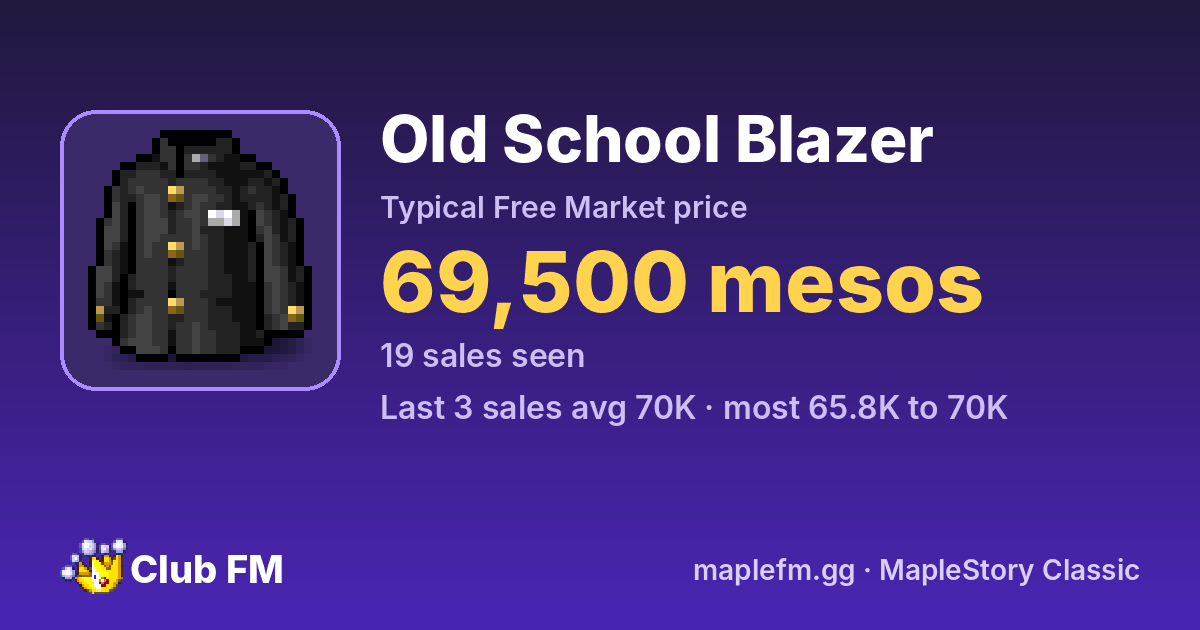 Old School Blazer
Typical Free Market price
69,500 mesos
19 sales seen
Last 3 sales avg 70K · most 65.8K to 70K
Club FM
maplefm.gg · MapleStory Classic